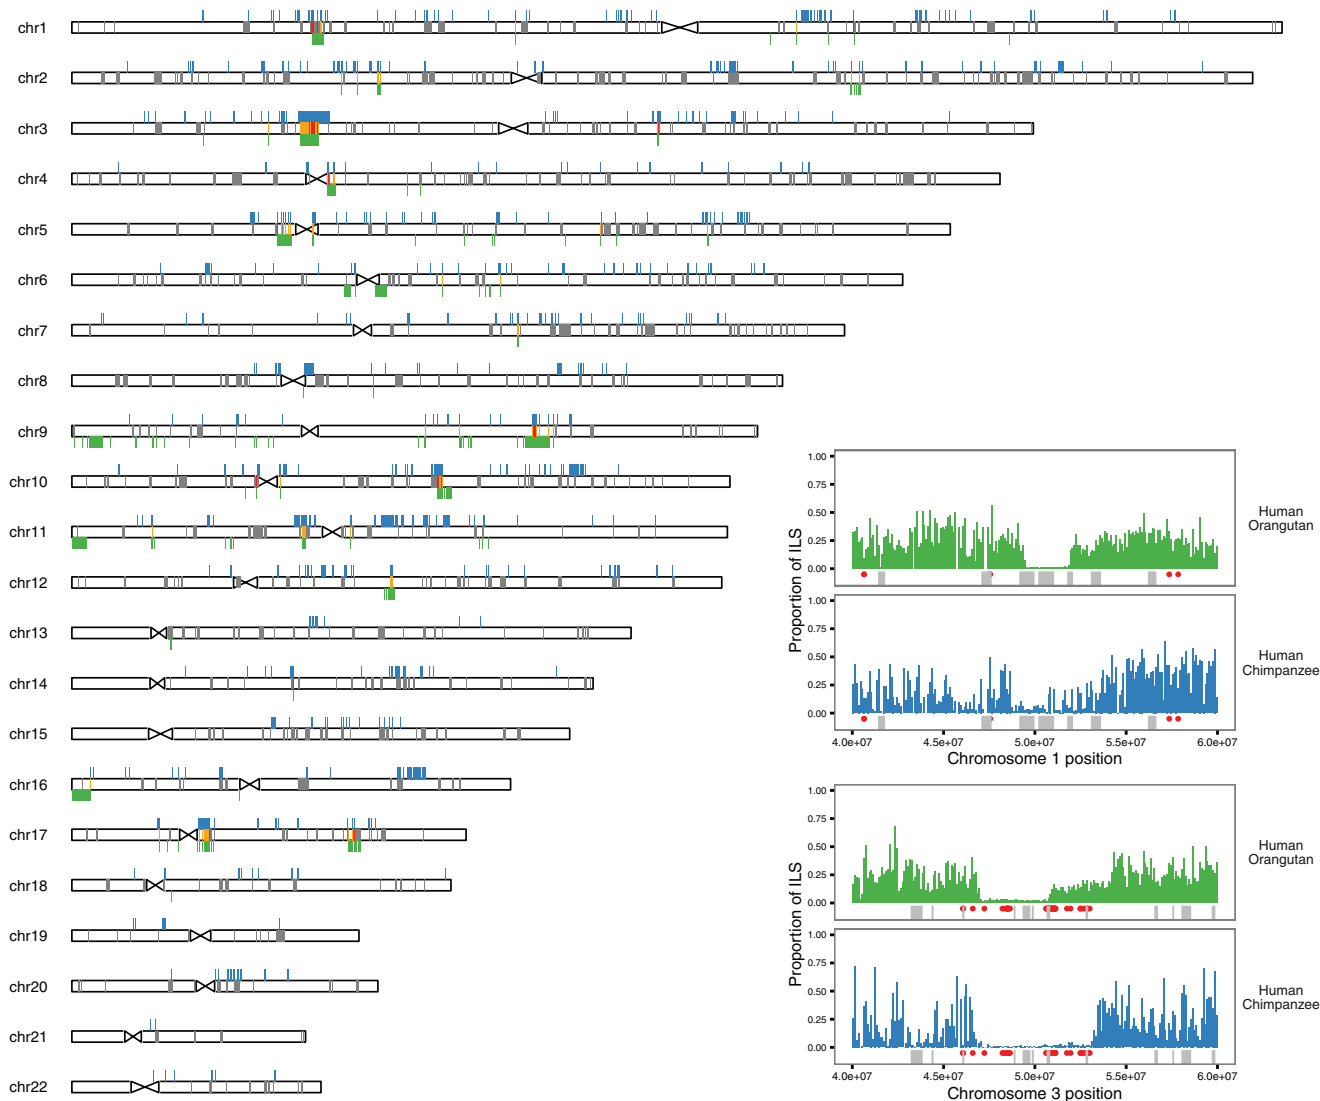 chr1
chr2
chr3
chr4
chr5
chr6
chr7
chr8
chr9
chr10
chr11
chr12
chr13
chr14
chr15
chr16
chr17
chr18
chr19
chr20
chr21
chr22
1.00
0.75
0.50
0.25
0.00
Human
Orangutan
1.00
0.75
0.50
0.25
0.00
Human
Chimpanzee
Proportion of ILS
4.0e+07 4.5e+07 5.0e+07 5.5e+07 6.0e+07
Chromosome 1 position
1.00
0.75
0.50
0.25
0.00
Human
Orangutan
1.00
0.75
0.50
0.25
0.00
Human
Chimpanzee
Proportion of ILS
4.0e+07 4.5e+07 5.0e+07 5.5e+07 6.0e+07
Chromosome 3 position